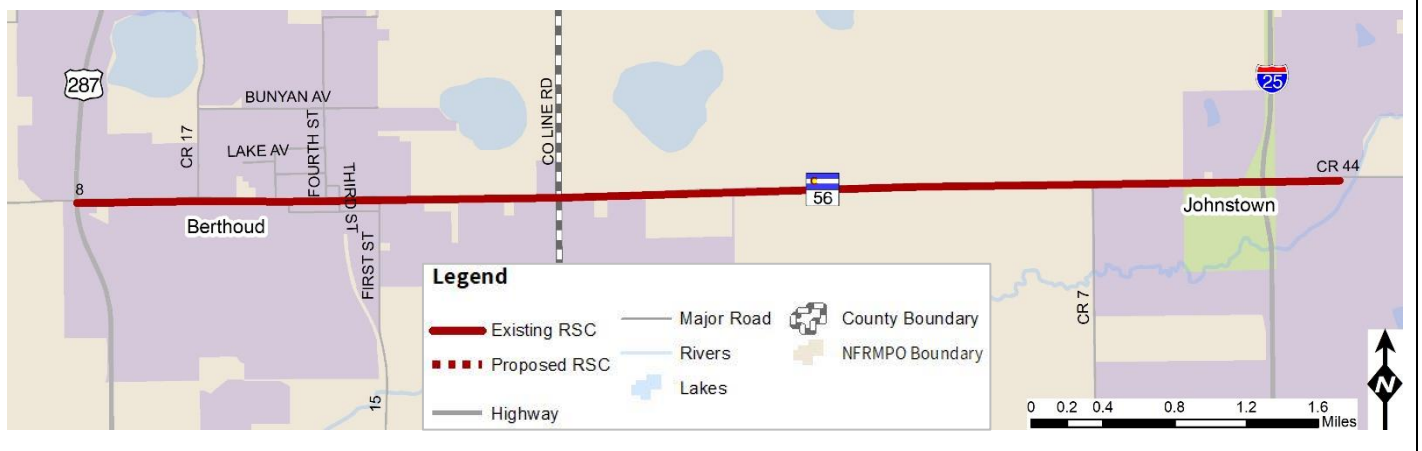 287
25
BUNYAN AV
CO LINE RD
CR 17
FOURTH ST
LAKE AV
THIRD ST
CR 44
8
56
Berthoud
Johnstown
FIRST ST
CR 7
15
Legend
Existing RSC
Proposed RSC
Highway
Major Road
Rivers
Lakes
County Boundary
NFRMPO Boundary
0 0.2 0.4 0.8 1.2 1.6
Miles
N